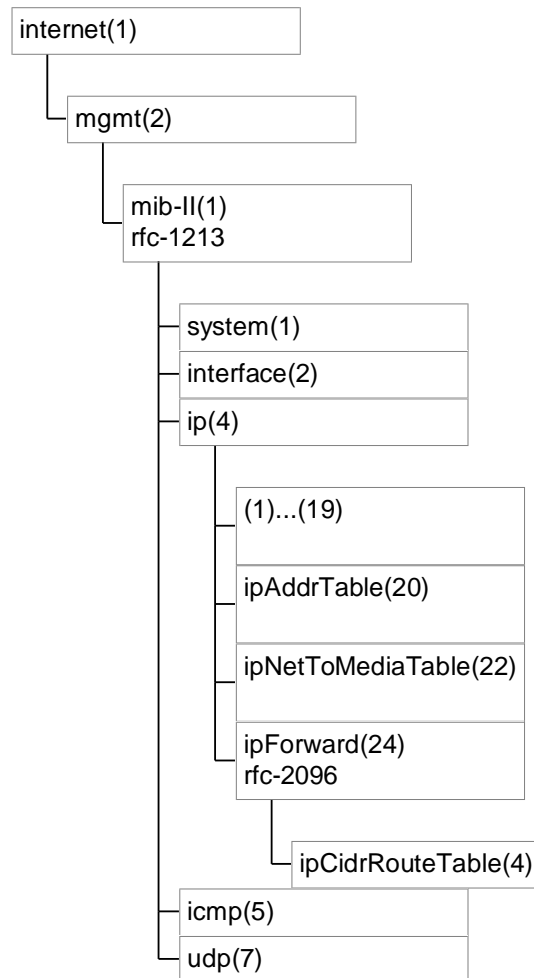 internet(1)
mgmt(2)
mib-II(1)
rfc-1213
system(1)
interface(2)
ip(4)
(1)...(19)
ipAddrTable(20)
ipNetToMediaTable(22)
ipForward(24)
rfc-2096
ipCidrRouteTable(4)
icmp(5)
udp(7)